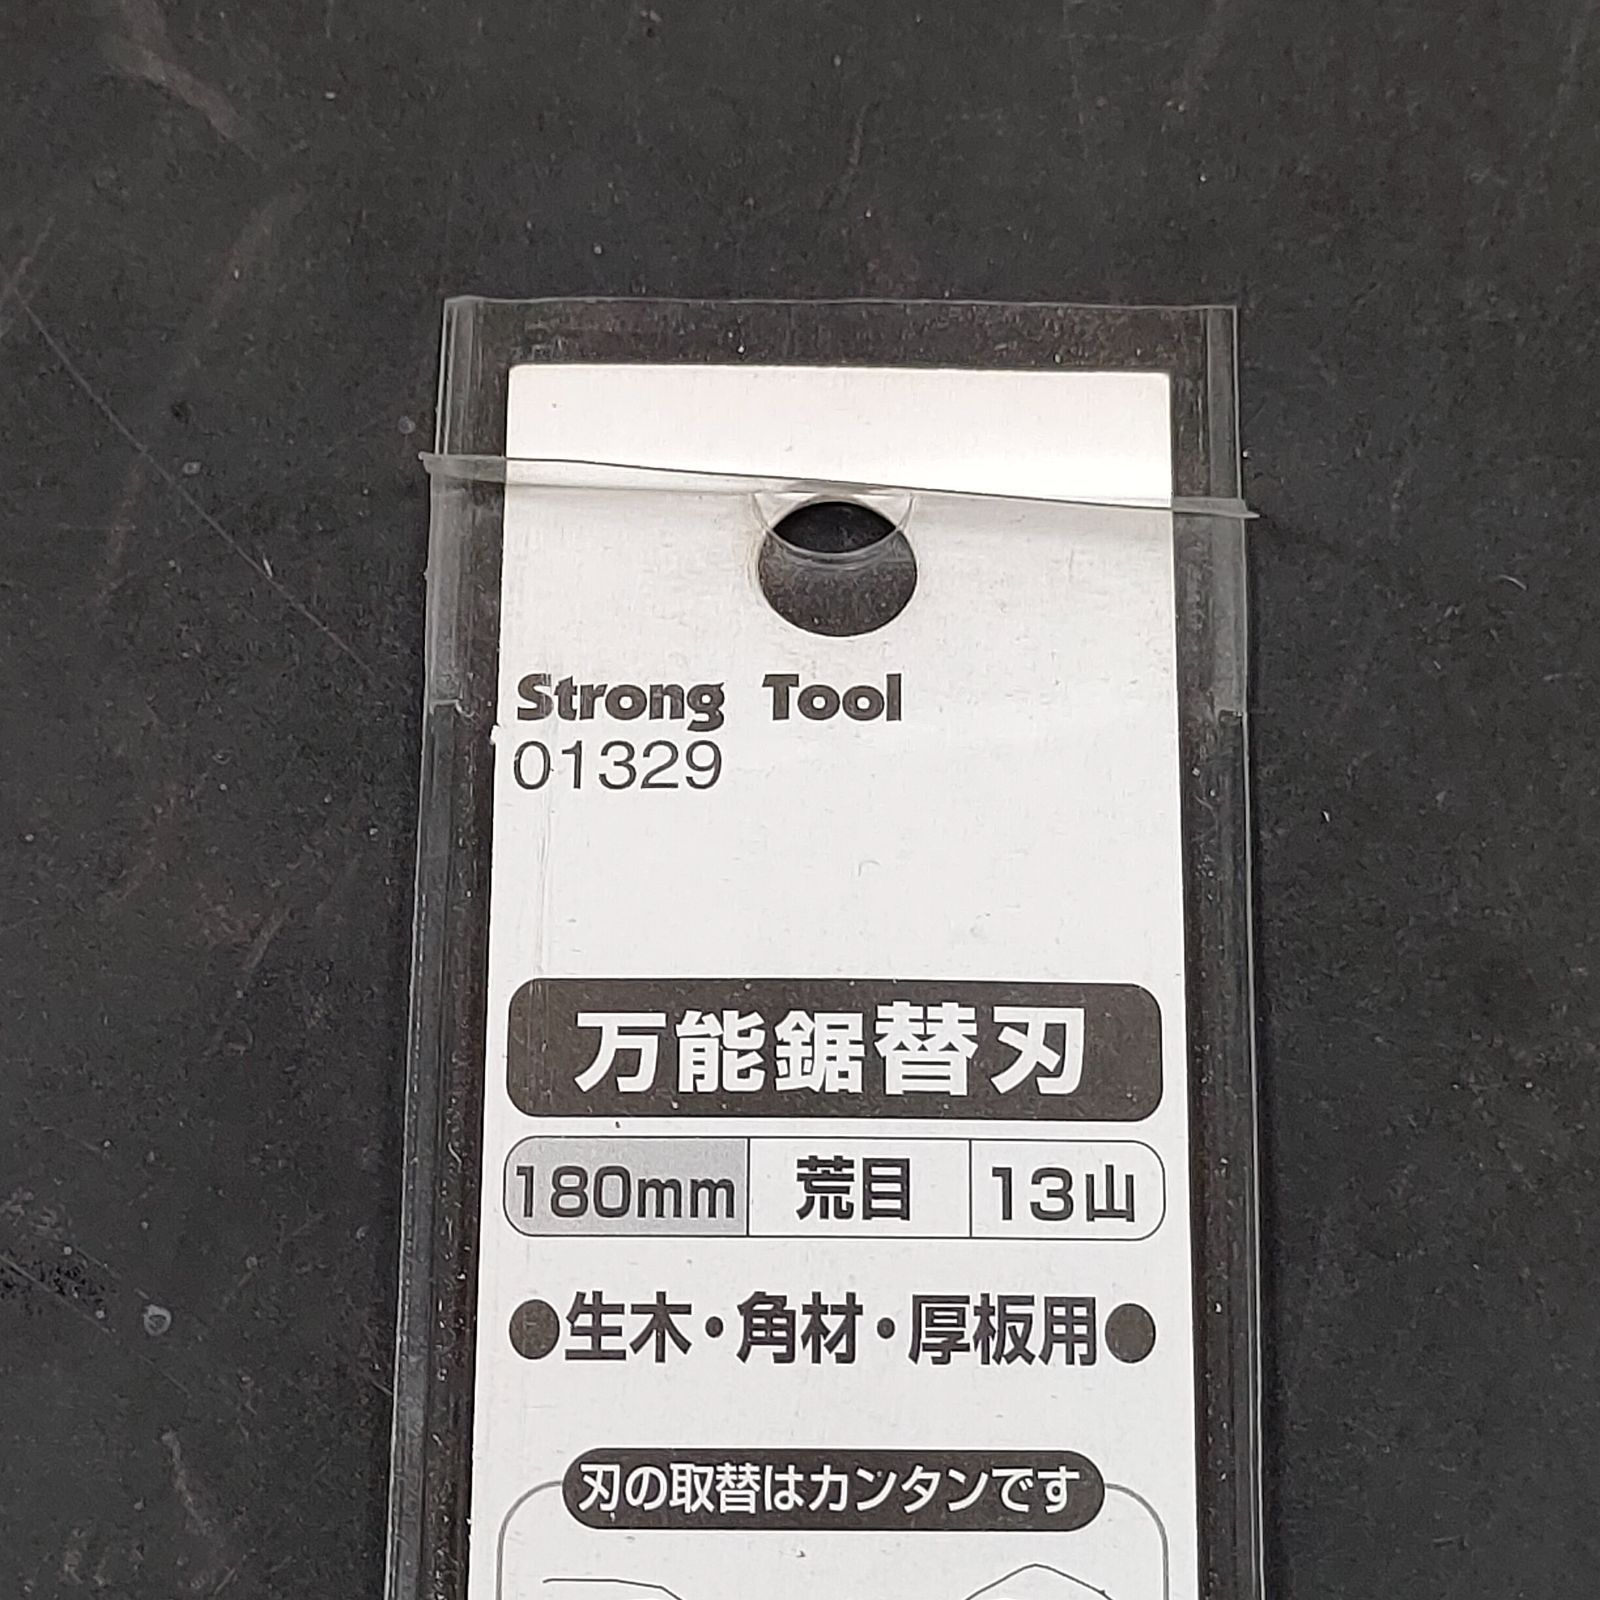 Strong Tool
01329
万能鋸替刃
180mm 荒目 13山
●生木・角材・厚板用●
刃の取替はカンタンです